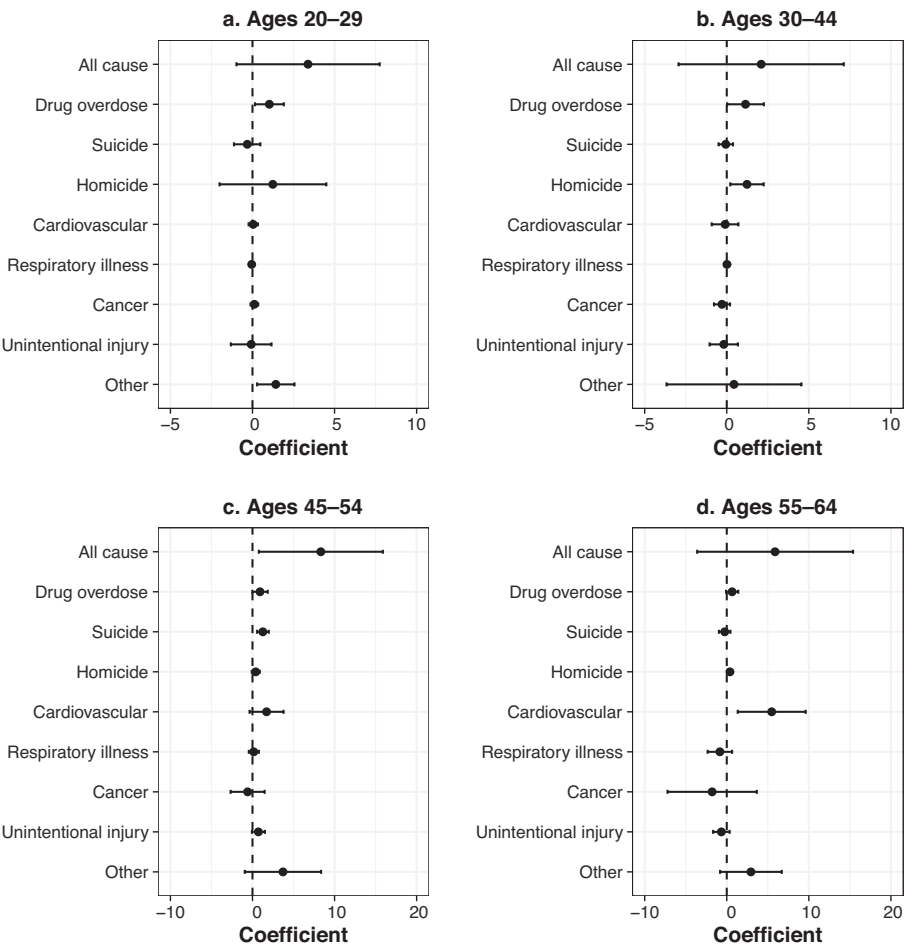 a. Ages 20–29
All cause
Drug overdose
Suicide
Homicide
Cardiovascular
Respiratory illness
Cancer
Unintentional injury
Other
−5 0 5 10
Coefficient
b. Ages 30–44
All cause
Drug overdose
Suicide
Homicide
Cardiovascular
Respiratory illness
Cancer
Unintentional injury
Other
−5 0 5 10
Coefficient
c. Ages 45–54
All cause
Drug overdose
Suicide
Homicide
Cardiovascular
Respiratory illness
Cancer
Unintentional injury
Other
−10 0 10 20
Coefficient
d. Ages 55–64
All cause
Drug overdose
Suicide
Homicide
Cardiovascular
Respiratory illness
Cancer
Unintentional injury
Other
−10 0 10 20
Coefficient